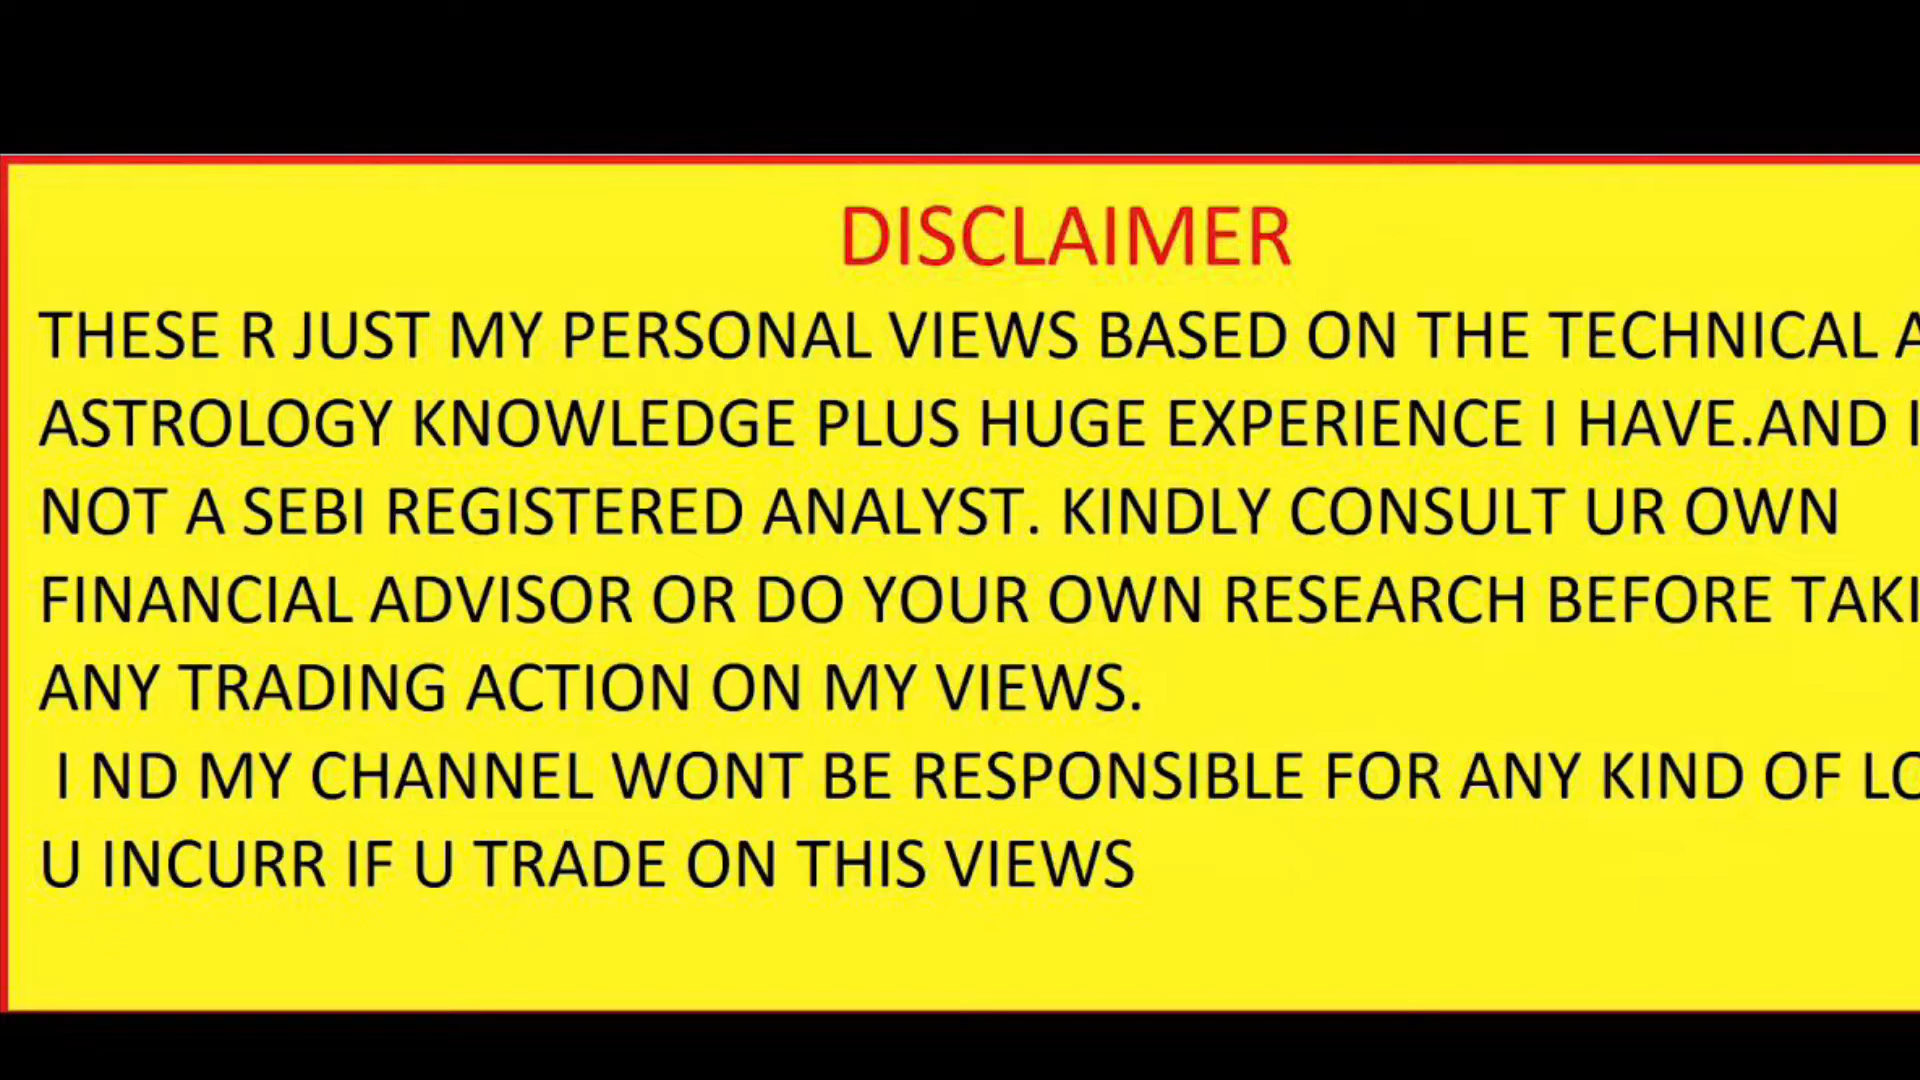 DISCLAIMER
THESE R JUST MY PERSONAL VIEWS BASED ON THE TECHNICAL
ASTROLOGY KNOWLEDGE PLUS HUGE EXPERIENCE I HAVE.AND I
NOT A SEBI REGISTERED ANALYST. KINDLY CONSULT UR OWN
FINANCIAL ADVISOR OR DO YOUR OWN RESEARCH BEFORE
ANY TRADING ACTION ON MY VIEWS.
I ND MY CHANNEL WONT BE RESPONSIBLE FOR ANY KIND OF
U INCURR IF U TRADE ON THIS VIEWS